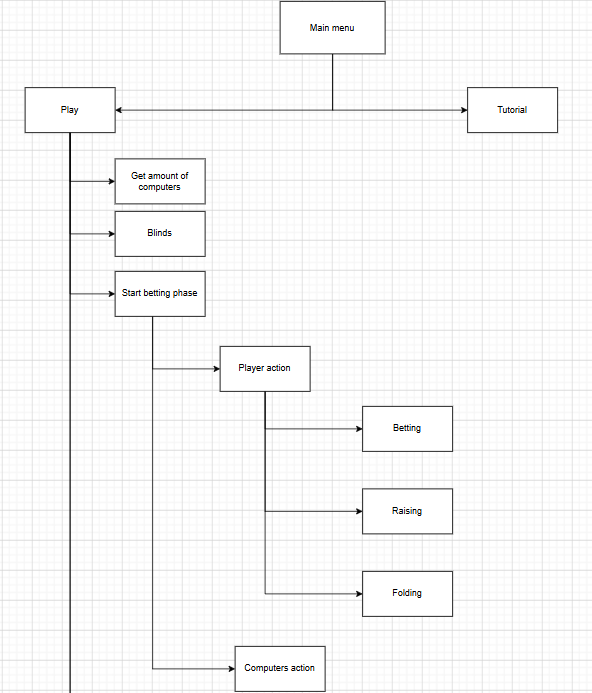 Main menu
Play
Tutorial
Get amount of
computers
Blinds
Start betting phase
Player action
Betting
Raising
Folding
Computers action